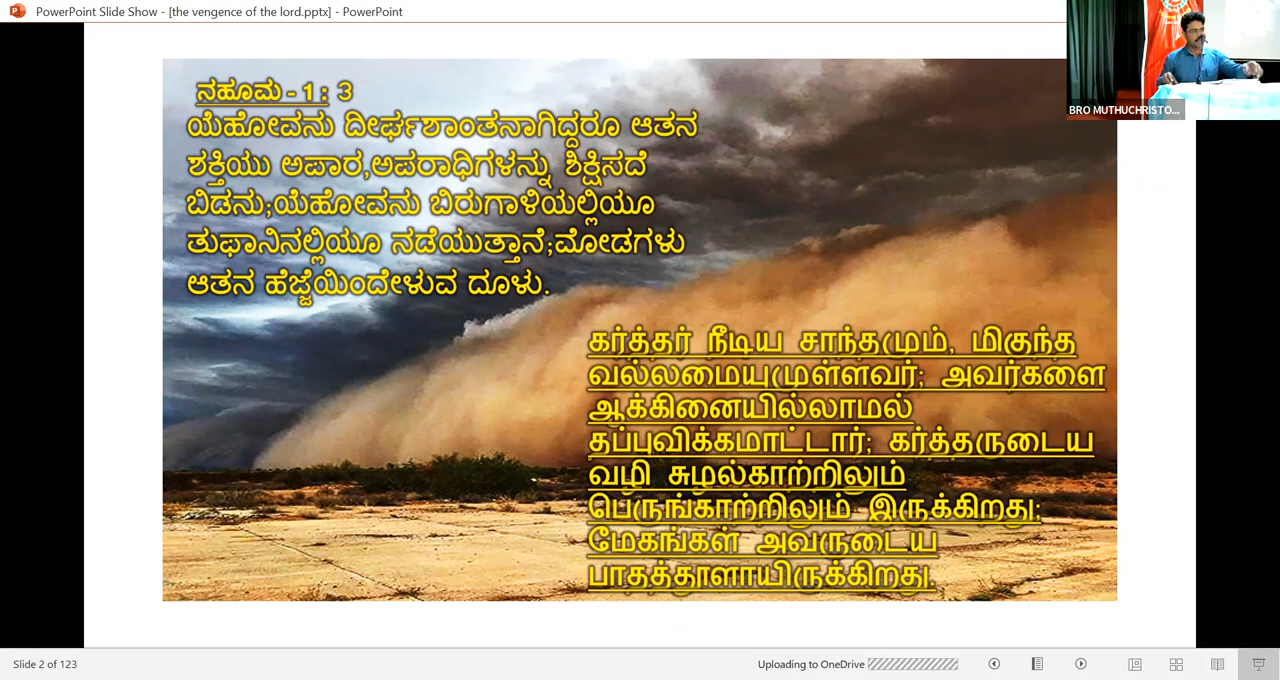 PowerPoint Slide Show - [the vengence of the lord.pptx] - PowerPoint
BRO MUTHUCHRISTO...
ನಹೂಮ - 1 : 3
ಯೆಹೋವನು ದೀರ್ಘಶಾಂತನಾಗಿದ್ದರೂ ಆತನ
ಶಕ್ತಿಯು ಅಪಾರ,ಅಪರಾಧಿಗಳನ್ನು ಶಿಕ್ಷಿಸದೆ
ಬಿಡನು;ಯೆಹೋವನು ಬಿರುಗಾಳಿಯಲ್ಲಿಯೂ
ತುಫಾನಿನಲ್ಲಿಯೂ ನಡೆಯುತ್ತಾನೆ;ಮೋಡಗಳು
ಆತನ ಹೆಜ್ಜೆಯಿಂದೇಳುವ ದೂಳು.
கர்த்தர் நீடிய சாந்தமும், மிகுந்த
வல்லமையுமுள்ளவர்; அவர்களை
ஆக்கினையில்லாமல்
தப்புவிக்கமாட்டார்; கர்த்தருடைய
வழி சுழல்காற்றிலும்
பெருங்காற்றிலும் இருக்கிறது;
மேகங்கள் அவருடைய
பாதத்தூளாயிருக்கிறது.
Slide 2 of 123
Uploading to OneDrive